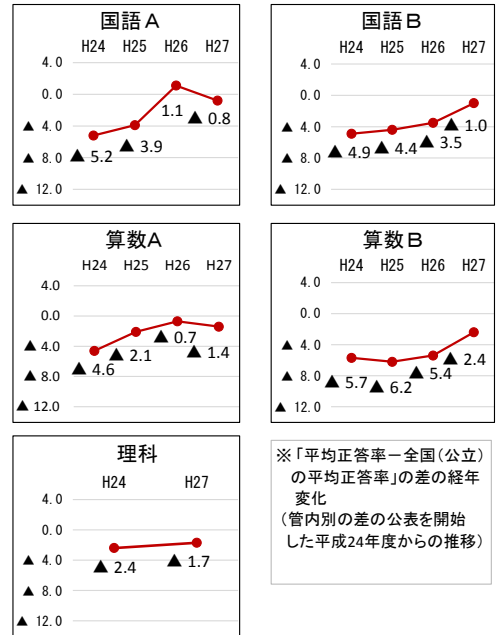 国語A
H24 H25 H26 H27
4.0
0.0
▲ 4.0
▲ 8.0
▲ 12.0
▲ 5.2
▲ 3.9
1.1
▲ 0.8
国語B
H24 H25 H26 H27
4.0
0.0
▲ 4.0
▲ 8.0
▲ 12.0
▲ 4.9
▲ 4.4
▲ 3.5
▲ 1.0
算数A
H24 H25 H26 H27
4.0
0.0
▲ 4.0
▲ 8.0
▲ 12.0
▲ 4.6
▲ 2.1
▲ 0.7
▲ 1.4
算数B
H24 H25 H26 H27
4.0
0.0
▲ 4.0
▲ 8.0
▲ 12.0
▲ 5.7
▲ 6.2
▲ 5.4
▲ 2.4
理科
H24 H27
4.0
0.0
▲ 4.0
▲ 8.0
▲ 12.0
▲ 2.4
▲ 1.7
※「平均正答率－全国(公立)
の平均正答率」の差の経年
変化
(管内別の差の公表を開始
した平成24年度からの推移)